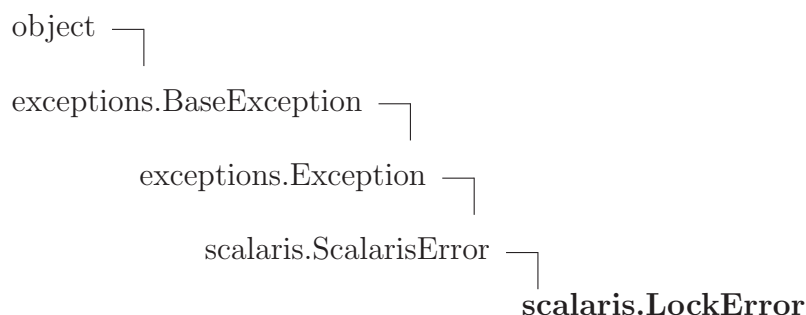 object
exceptions.BaseException
exceptions.Exception
scalaris.ScalarisError
scalaris.LockError